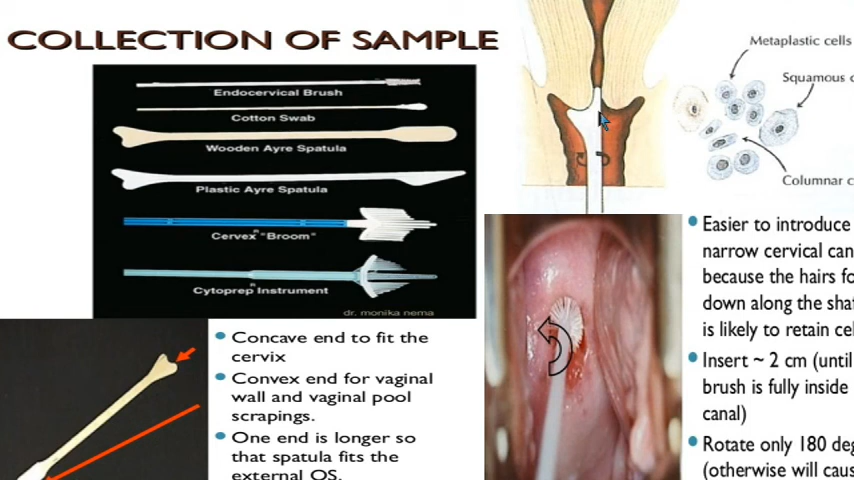 COLLECTION OF SAMPLE
Endocervical Brush
Cotton Swab
Wooden Ayre Spatula
Plastic Ayre Spatula
Cervex "Broom"
Cytoprep Instrument
dr. monika nema
Metaplastic cells
Squamous c
Columnar c
Concave end to fit the
cervix
Convex end for vaginal
wall and vaginal pool
scrapings.
One end is longer so
that spatula fits the
external OS.
Easier to introduce
narrow cervical can
because the hairs fo
down along the sha
is likely to retain cel
Insert ~ 2 cm (until
brush is fully inside
canal)
Rotate only 180 deg
(otherwise will caus